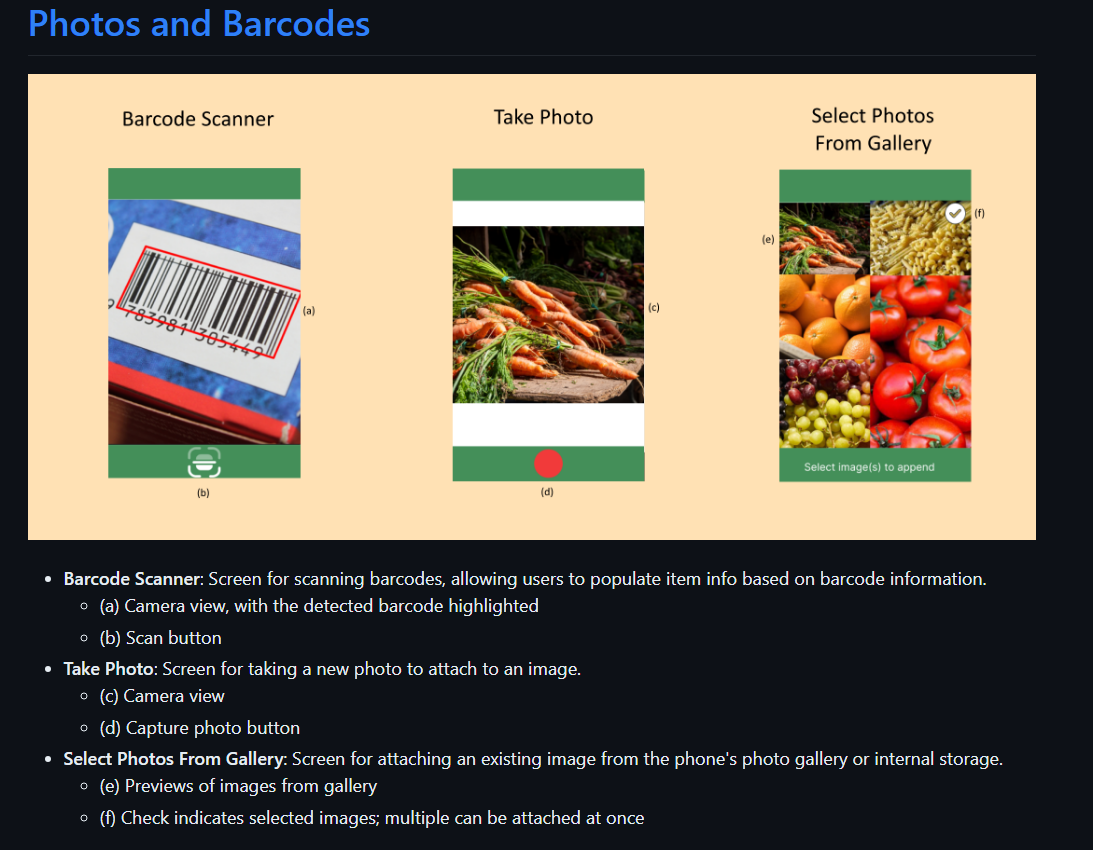 Photos and Barcodes
Barcode Scanner
Take Photo
Select Photos
From Gallery
(f)
(e)
(a)
(c)
9 783981 305449
Select image(s) to append
(b)
(d)
Barcode Scanner: Screen for scanning barcodes, allowing users to populate item info based on barcode information.
(a) Camera view, with the detected barcode highlighted
(b) Scan button
Take Photo: Screen for taking a new photo to attach to an image.
(c) Camera view
(d) Capture photo button
Select Photos From Gallery: Screen for attaching an existing image from the phone's photo gallery or internal storage.
(e) Previews of images from gallery
(f) Check indicates selected images; multiple can be attached at once